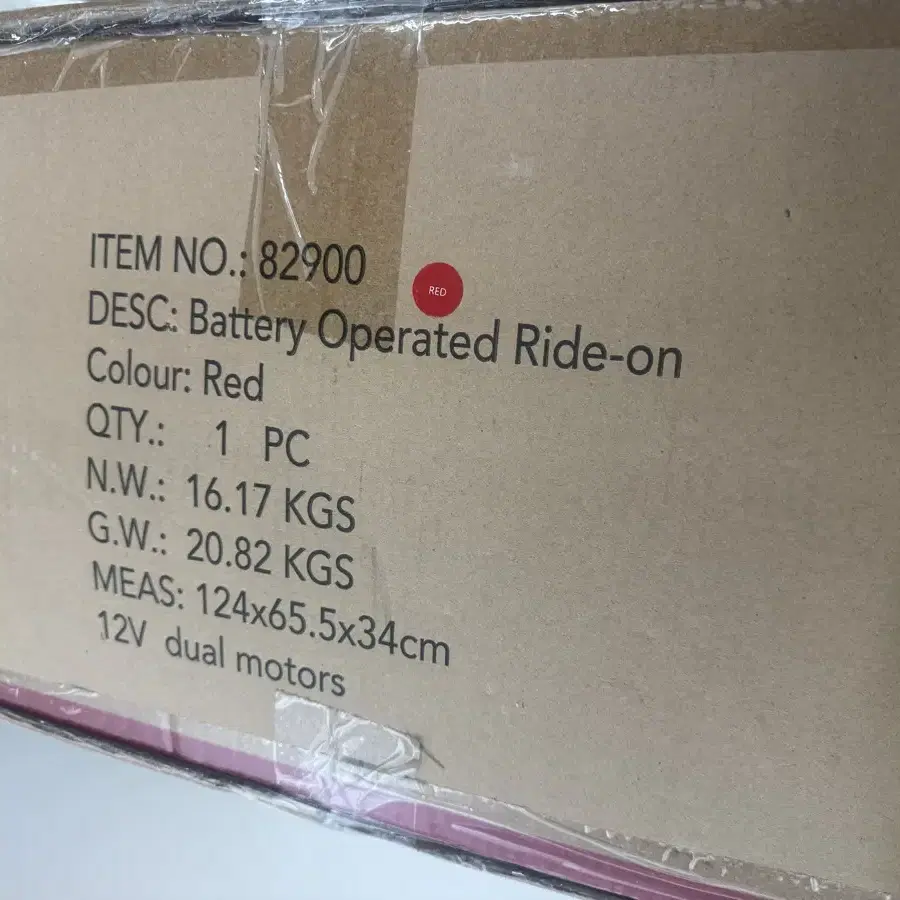 ITEM NO.: 82900
RED
DESC: Battery Operated Ride-on
Colour: Red
QTY.: 1 PC
N.W.: 16.17 KGS
G.W.: 20.82 KGS
MEAS: 124x65.5x34cm
12V dual motors